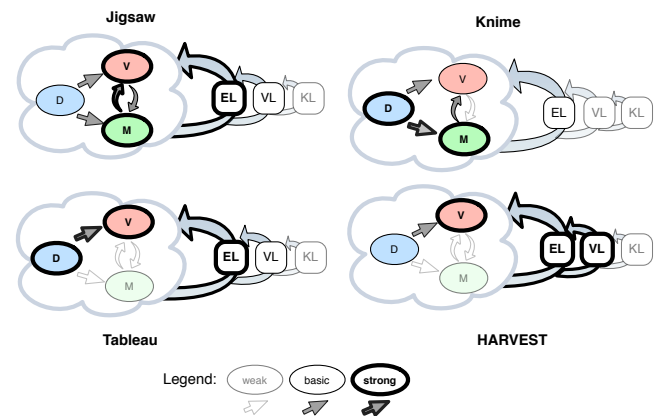 Jigsaw
V
D
M
EL
VL
KL
Knime
V
D
M
EL
VL
KL
V
D
M
EL
VL
KL
Tableau
V
D
M
EL
VL
KL
HARVEST
Legend: weak basic strong